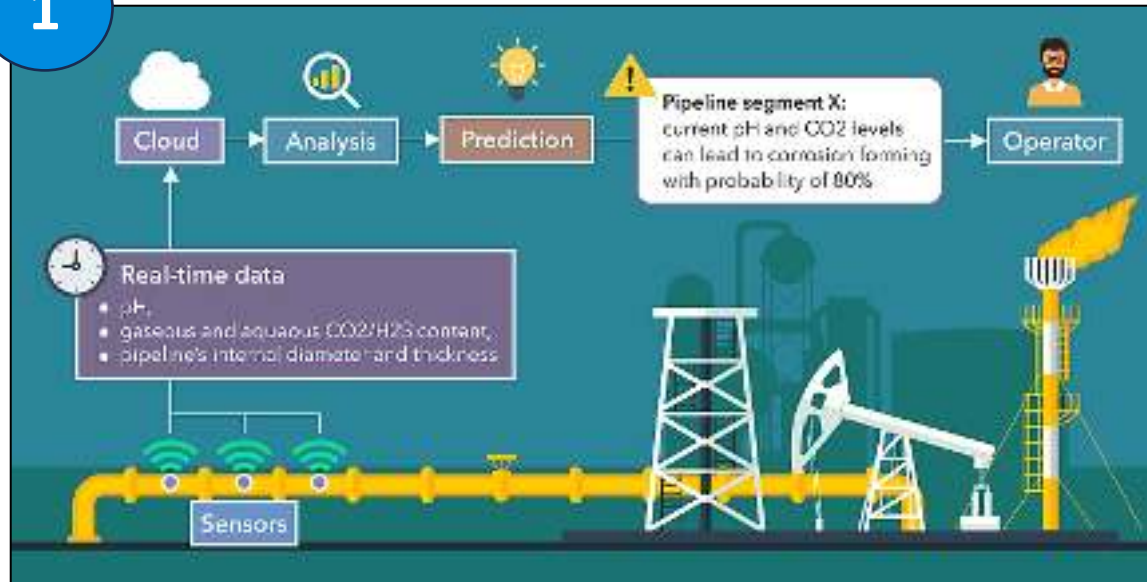 1
Cloud
Analysis
Prediction
Pipeline segment X:
current pH and CO2 levels
can lead to corrosion forming
with probability of 80%
Operator
Real-time data
• pH,
• gaseous and aquaous CO2/H2S content,
• pipeline's internal diameter and thickness
Sensors